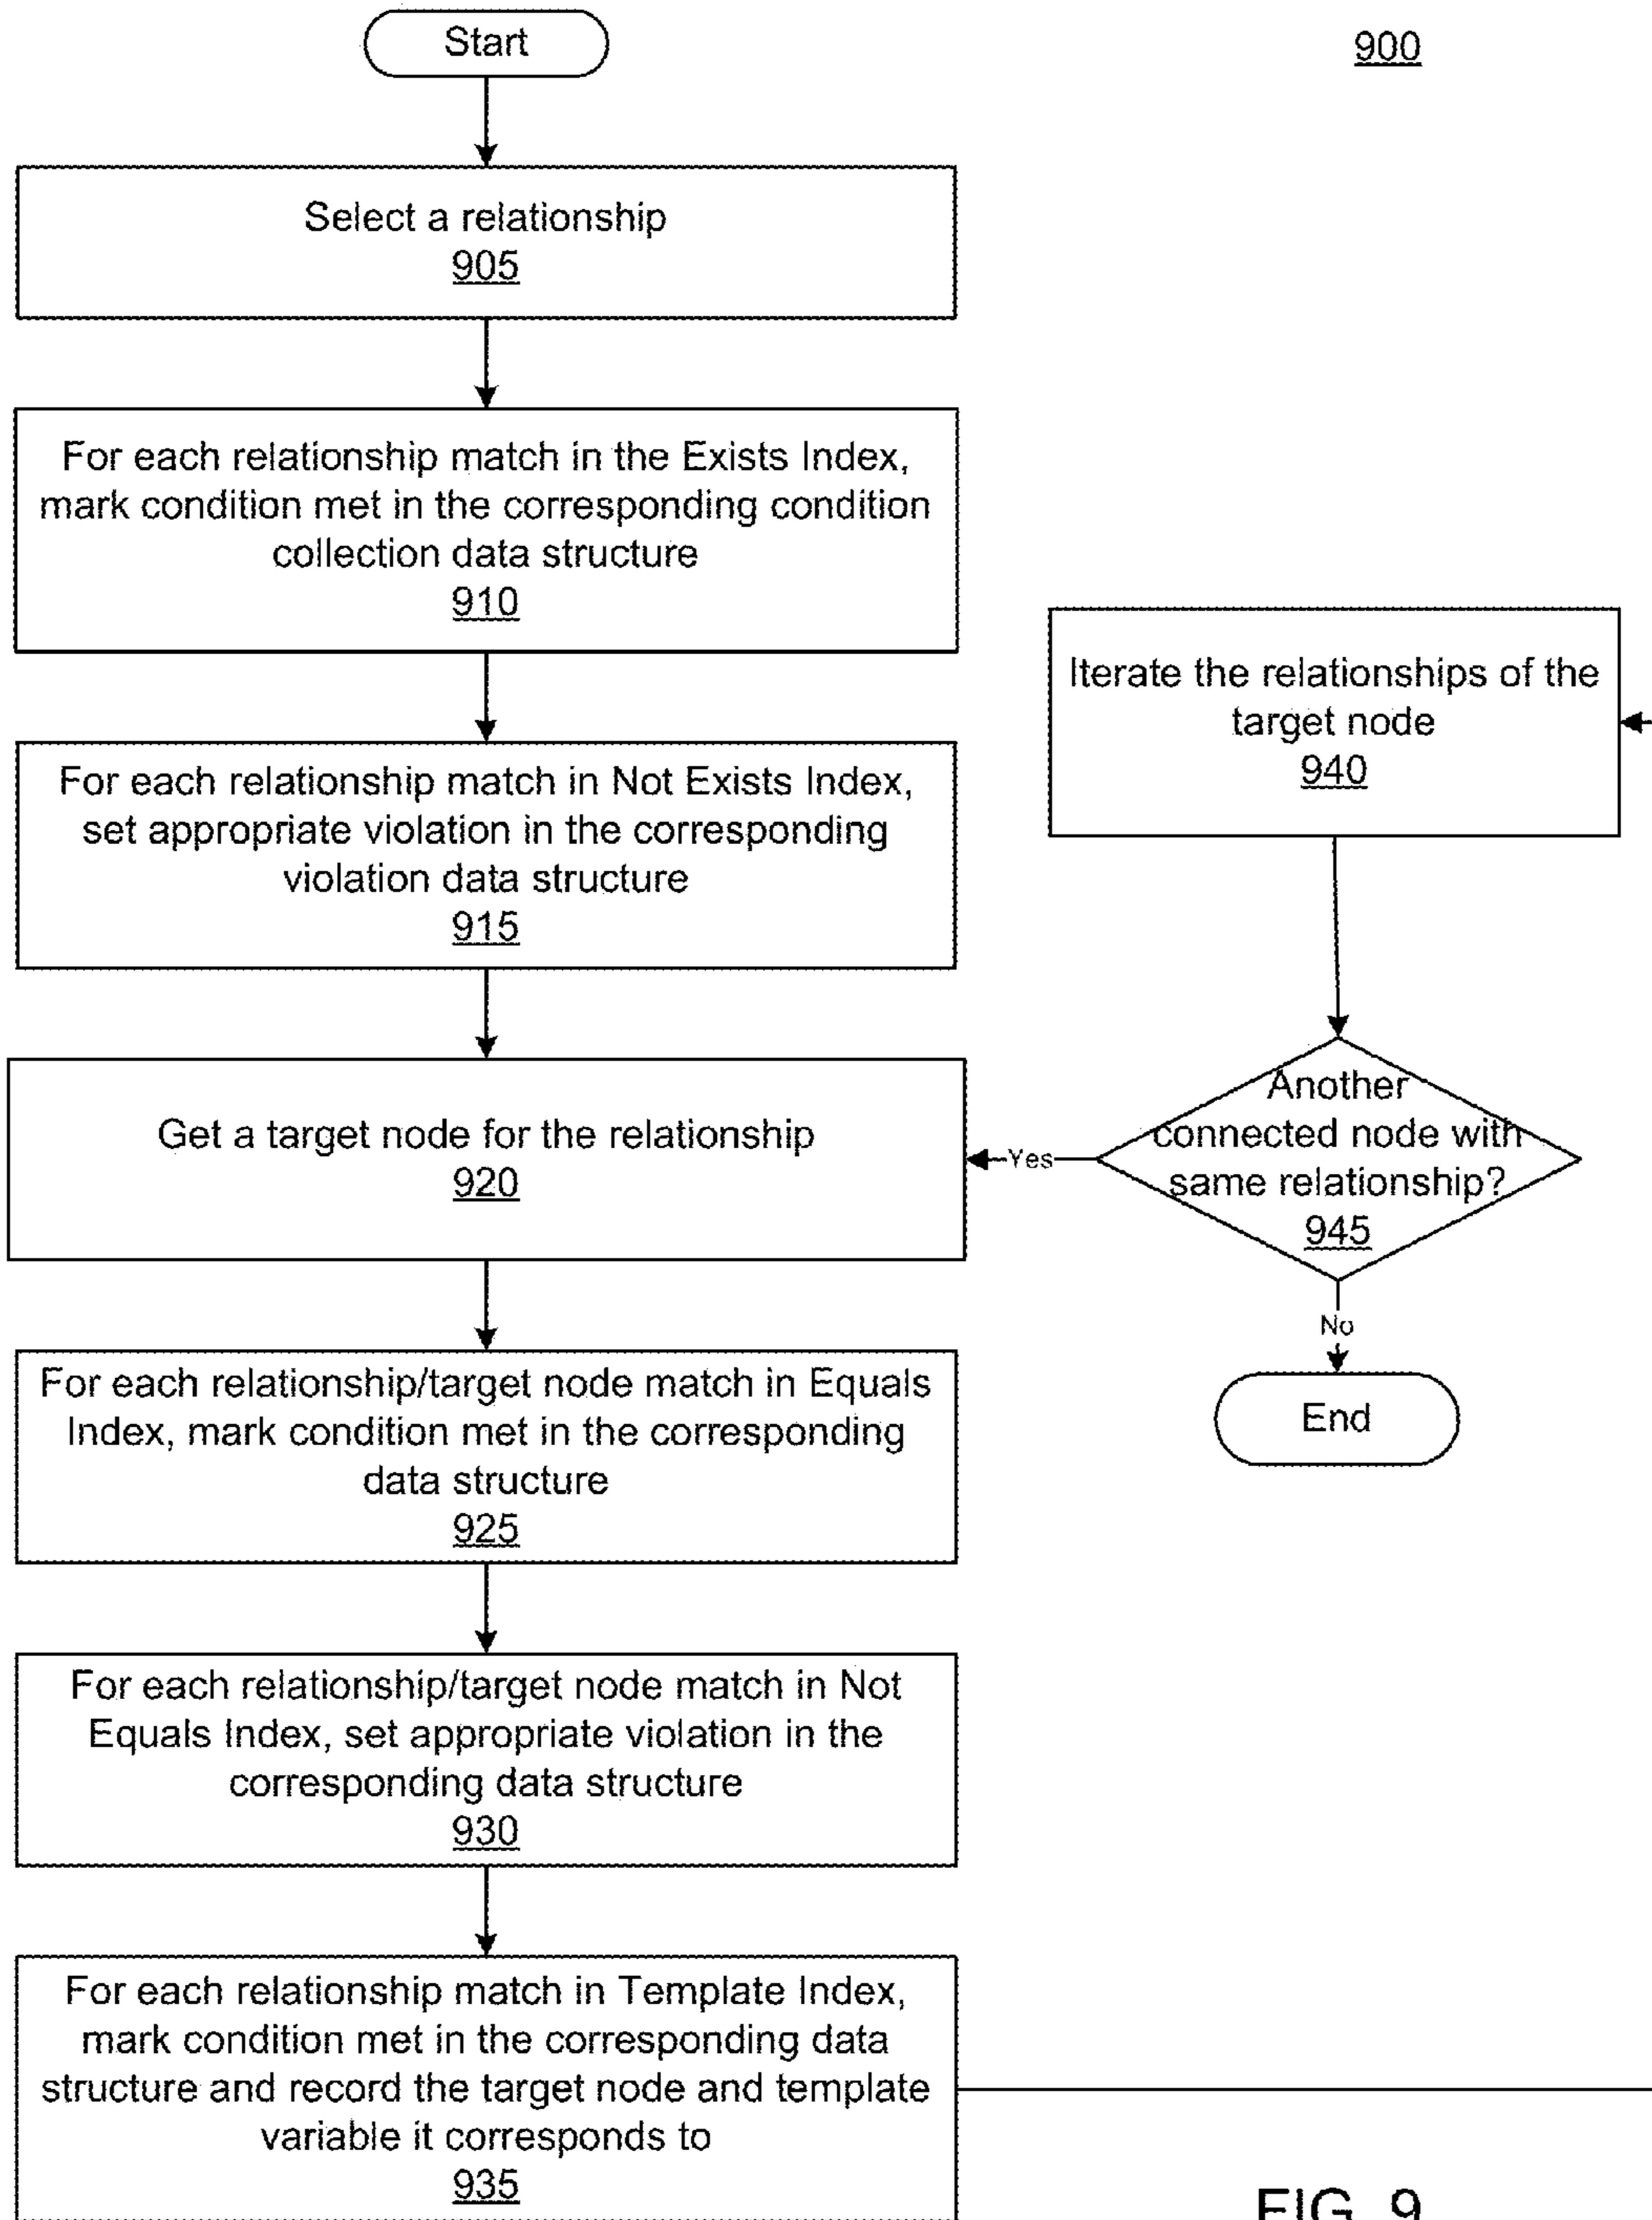 Start
900
Select a relationship
905
For each relationship match in the Exists Index,
mark condition met in the corresponding condition
collection data structure
910
For each relationship match in Not Exists Index,
set appropriate violation in the corresponding
violation data structure
915
Get a target node for the relationship
920
For each relationship/target node match in Equals
Index, mark condition met in the corresponding
data structure
925
For each relationship/target node match in Not
Equals Index, set appropriate violation in the
corresponding data structure
930
For each relationship match in Template Index,
mark condition met in the corresponding data
structure and record the target node and template
variable it corresponds to
935
Iterate the relationships of the
target node
940
Another
connected node with
same relationship?
945
Yes
No
End
FIG. 9